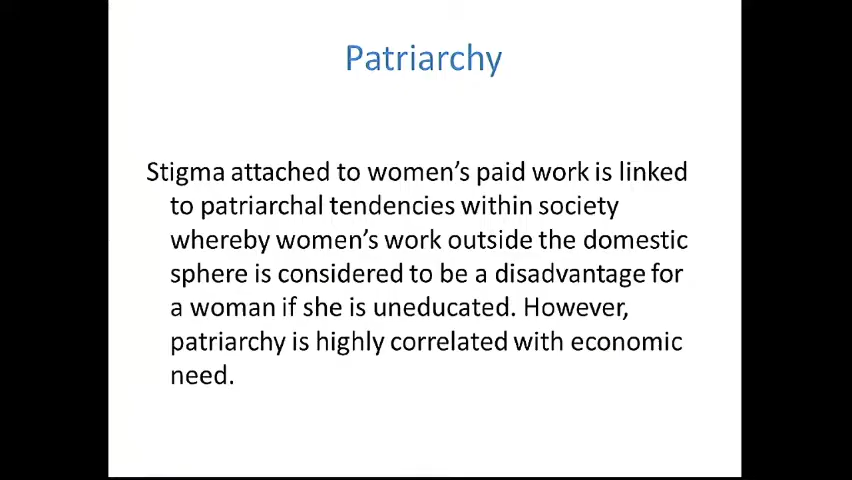 Patriarchy
Stigma attached to women's paid work is linked
to patriarchal tendencies within society
whereby women's work outside the domestic
sphere is considered to be a disadvantage for
a woman if she is uneducated. However,
patriarchy is highly correlated with economic
need.